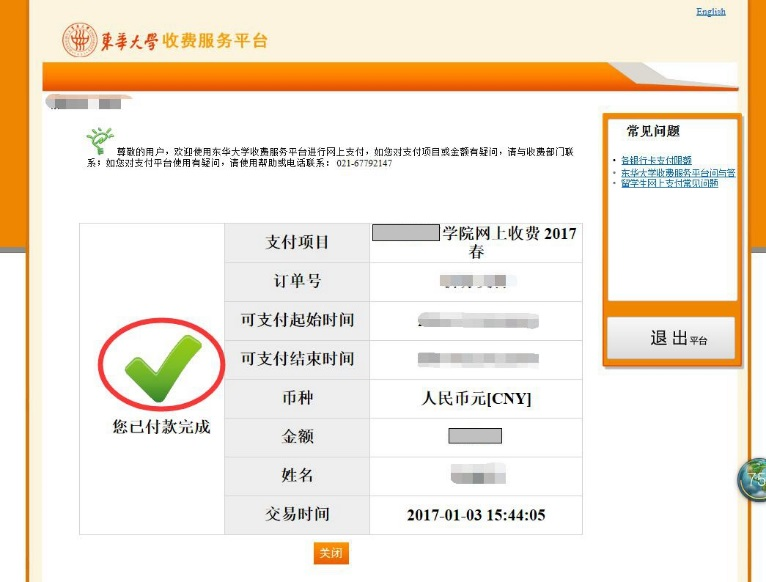 English
東華大學 收费服务平台
尊敬的用户，欢迎使用东华大学收费服务平台进行网上支付，如您对支付项目或金额有疑问，请与收费部门联
系；如您对支付平台使用有疑问，请使用帮助或电话联系： 021-67792147
常见问题
各银行卡支付限额
东华大学收费服务平台问与答
留学生网上支付常见问题
退出平台
支付项目
学院网上收费 2017
春
订单号
可支付起始时间
可支付结束时间
币种
人民币元[CNY]
金额
姓名
交易时间
2017-01-03 15:44:05
您已付款完成
关闭